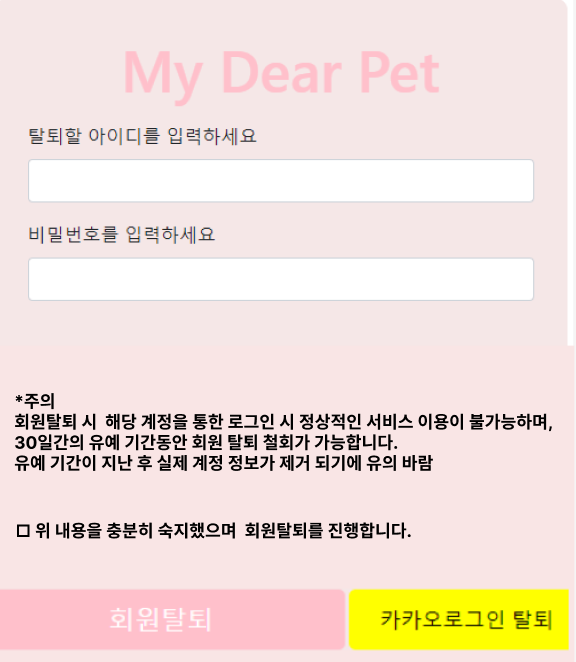 My Dear Pet
탈퇴할 아이디를 입력하세요
비밀번호를 입력하세요
*주의
회원탈퇴 시 해당 계정을 통한 로그인 시 정상적인 서비스 이용이 불가능하며,
30일간의 유예 기간동안 회원 탈퇴 철회가 가능합니다.
유예 기간이 지난 후 실제 계정 정보가 제거 되기에 유의 바람
ㅁ 위 내용을 충분히 숙지했으며 회원탈퇴를 진행합니다.
회원탈퇴
카카오로그인 탈퇴